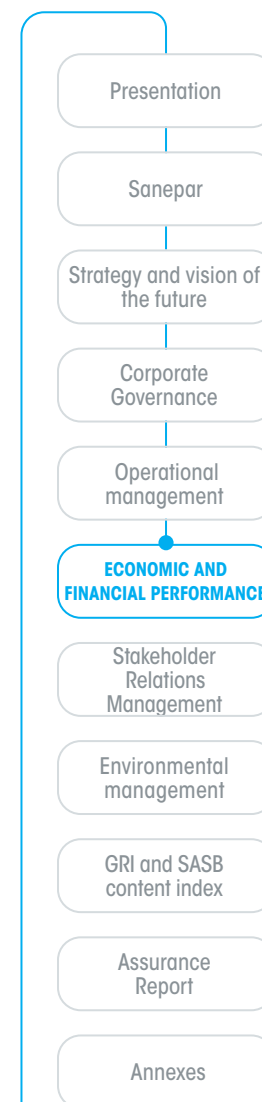 Presentation
Sanepar
Strategy and vision of
the future
Corporate
Governance
Operational
management
ECONOMIC AND
FINANCIAL PERFORMANCE
Stakeholder
Relations
Management
Environmental
management
GRI and SASB
content index
Assurance
Report
Annexes